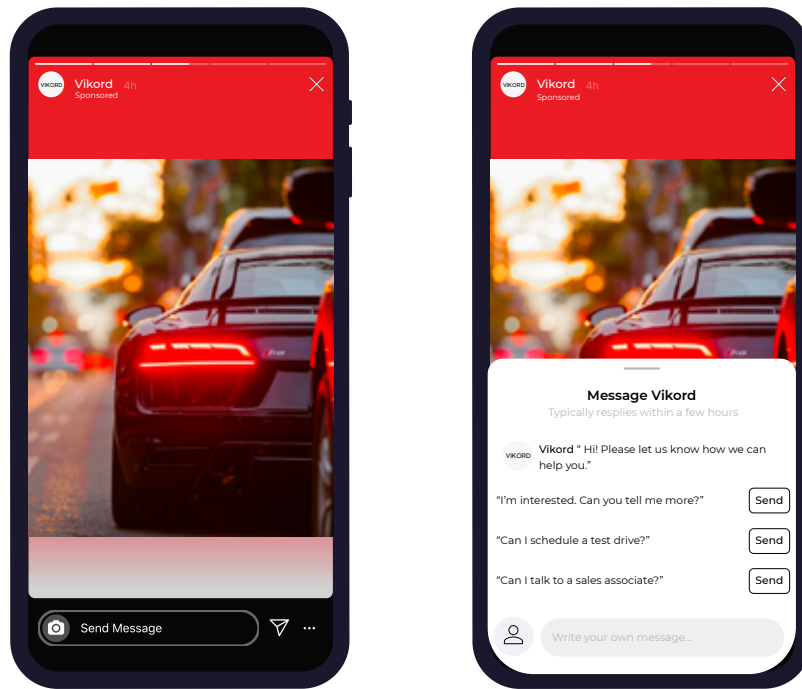 VIKORD
Vikord 4h
Sponsored
Send Message
VIKORD
Vikord 4h
Sponsored
Message Vikord
Typically resplies within a few hours
VIKORD
Vikord “ Hi! Please let us know how we can
help you.”
“I’m interested. Can you tell me more?” Send
“Can I schedule a test drive?” Send
“Can I talk to a sales associate?” Send
Write your own message...